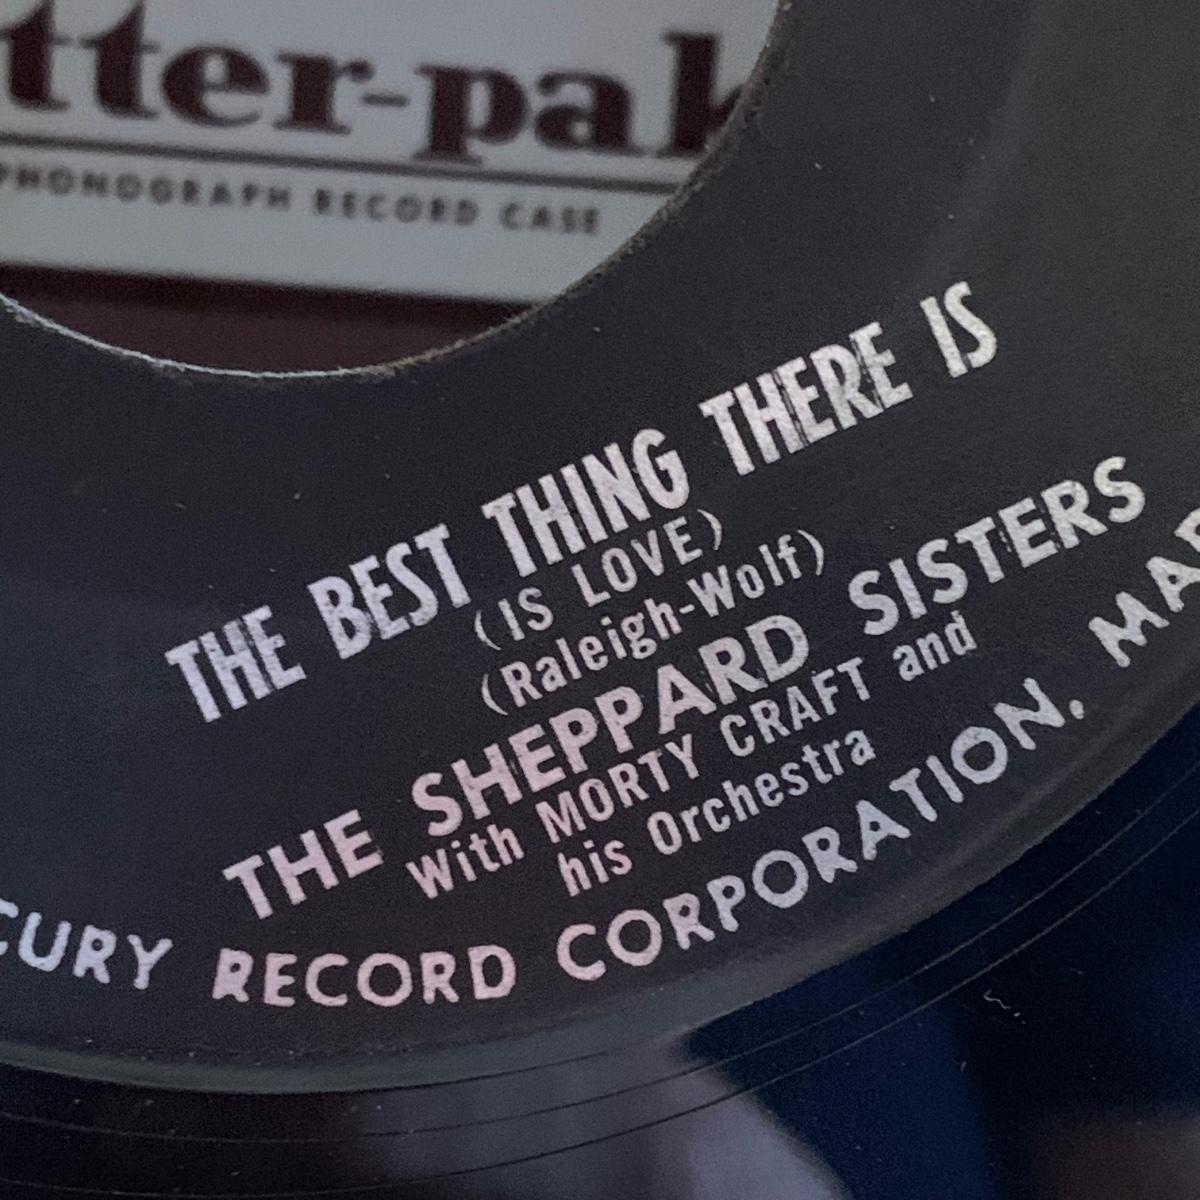 tter-pak
PHONOGRAPH RECORD CASE
THE BEST THING THERE IS
(IS LOVE)
(Raleigh-Wolf)
THE SHEPPARD SISTERS
With MORTY CRAFT and
his Orchestra
CURY RECORD CORPORATION. MAR